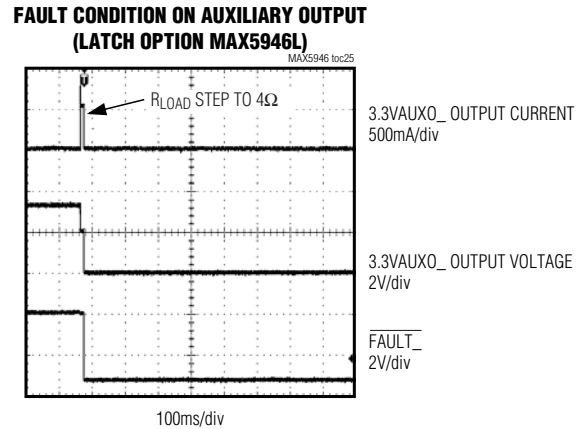 FAULT CONDITION ON AUXILIARY OUTPUT
(LATCH OPTION MAX5946L)
MAX5946 toc25
RLOAD STEP TO 4Ω
3.3VAUXO_ OUTPUT CURRENT
500mA/div
3.3VAUXO_ OUTPUT VOLTAGE
2V/div
FAULT_
2V/div
100ms/div